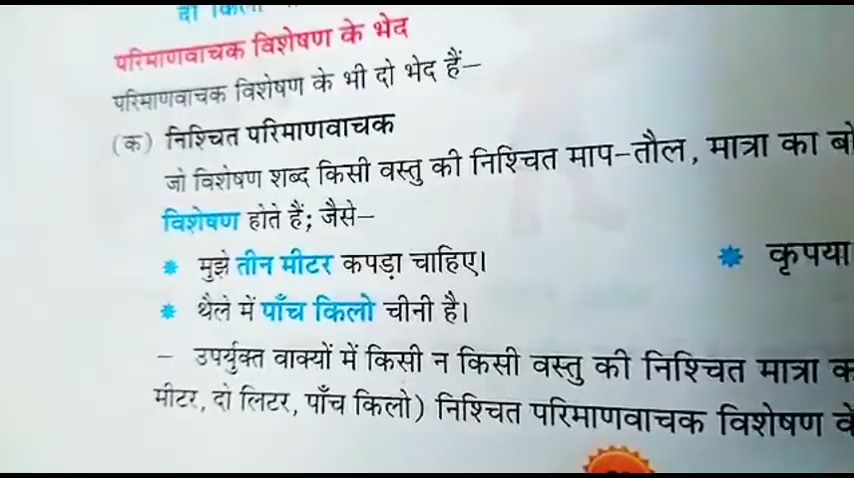 दो किलो
परिमाणवाचक विशेषण के भेद
परिमाणवाचक विशेषण के भी दो भेद हैं–
(क) निश्चित परिमाणवाचक
जो विशेषण शब्द किसी वस्तु की निश्चित माप-तौल, मात्रा का
विशेषण होते हैं; जैसे–
* मुझे तीन मीटर कपड़ा चाहिए।
* कृपया
* थैले में पाँच किलो चीनी है।
– उपर्युक्त वाक्यों में किसी न किसी वस्तु की निश्चित मात्रा
मीटर, दो लिटर, पाँच किलो) निश्चित परिमाणवाचक विशेषण